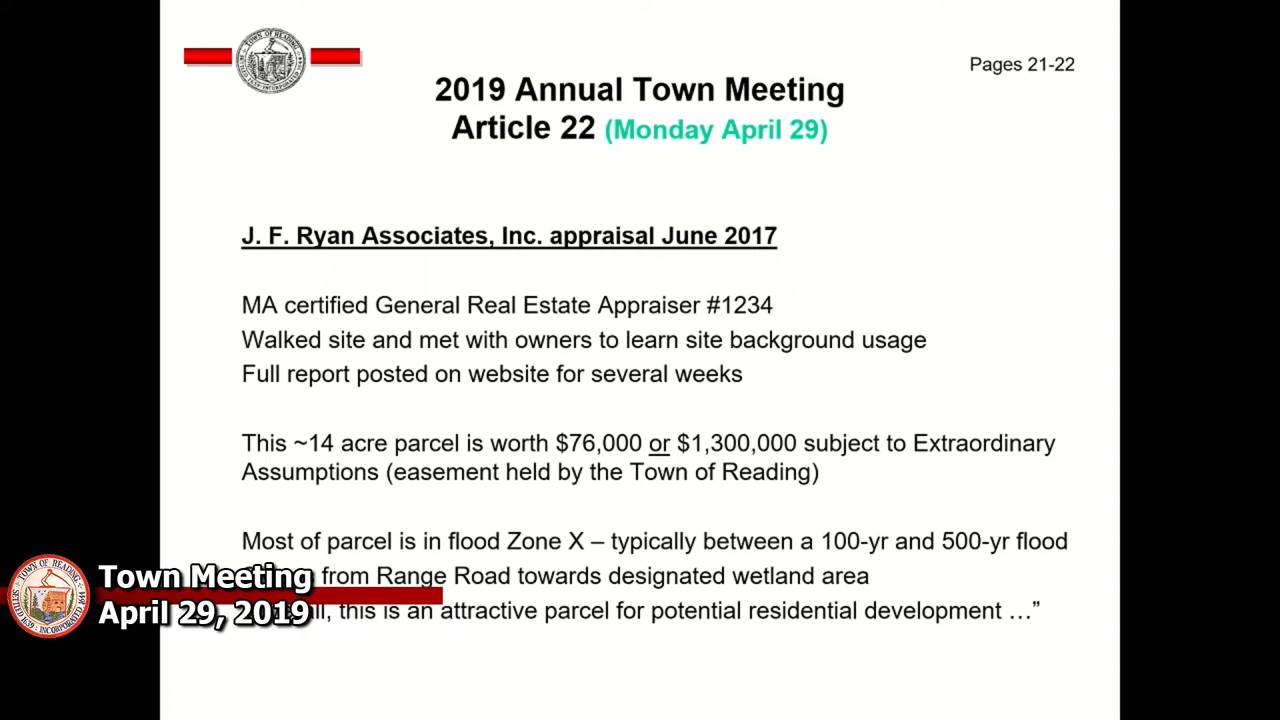 Pages 21-22
2019 Annual Town Meeting
Article 22 (Monday April 29)
J. F. Ryan Associates, Inc. appraisal June 2017
MA certified General Real Estate Appraiser #1234
Walked site and met with owners to learn site background usage
Full report posted on website for several weeks
This ~14 acre parcel is worth $76,000 or $1,300,000 subject to Extraordinary
Assumptions (easement held by the Town of Reading)
Most of parcel is in flood Zone X – typically between a 100-yr and 500-yr flood
from Range Road towards designated wetland area
this is an attractive parcel for potential residential development …”
Town Meeting
April 29, 2019